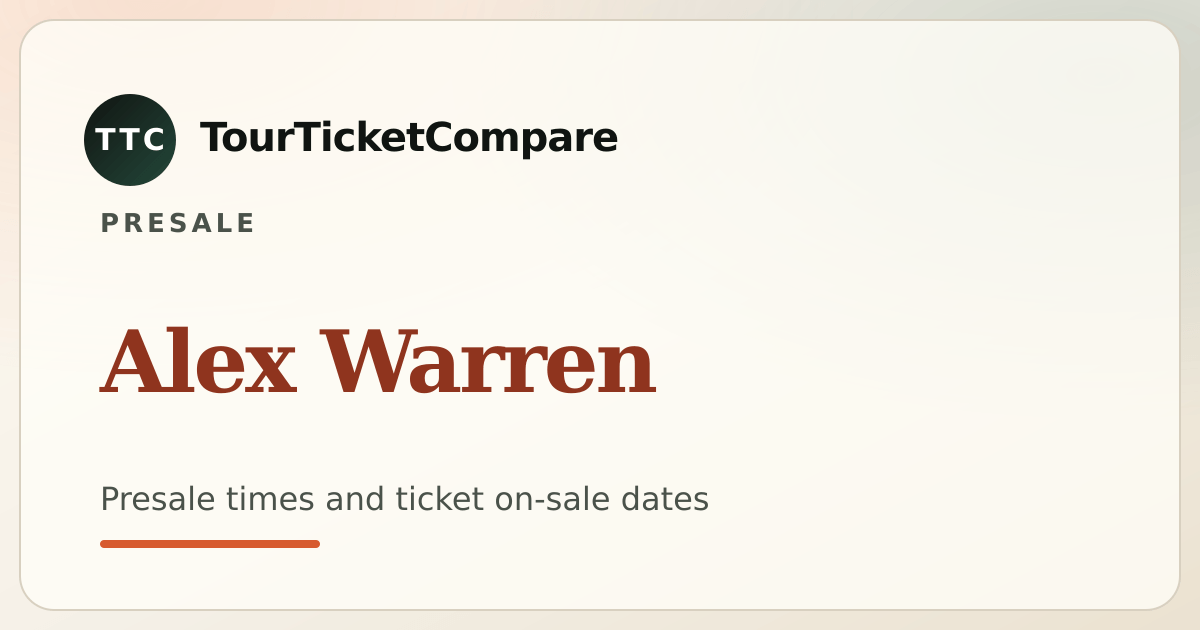 TTC TourTicketCompare
PRESALE
Alex Warren
Presale times and ticket on-sale dates